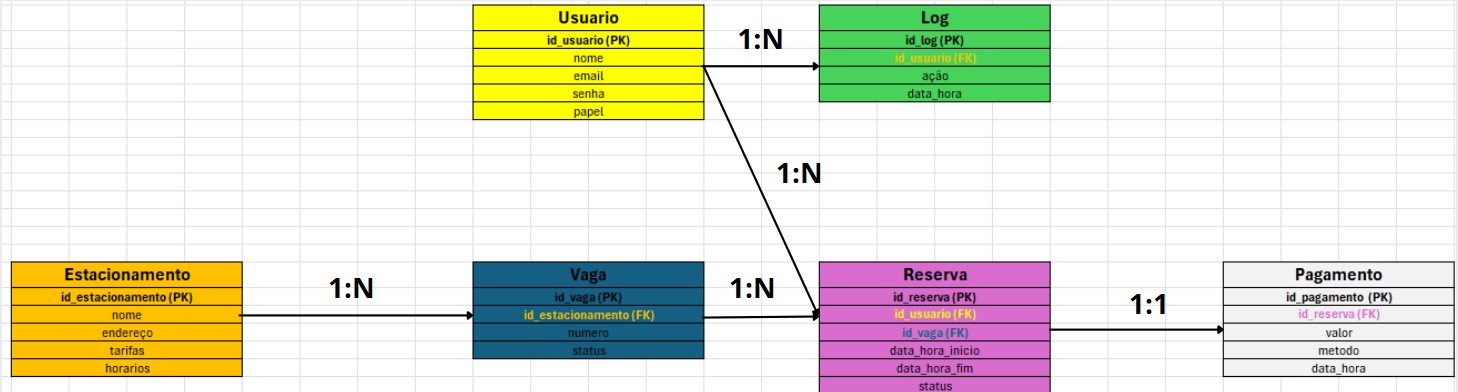 Usuario
id_usuario (PK)
nome
email
senha
papel
1:N
Log
id_log (PK)
id_usuario (FK)
ação
data_hora
1:N
Estacionamento
id_estacionamento (PK)
nome
endereço
tarifas
horarios
1:N
Vaga
id_vaga (PK)
id_estacionamento (FK)
numero
status
1:N
Reserva
id_reserva (PK)
id_usuario (FK)
id_vaga (FK)
data_hora_inicio
data_hora_fim
status
1:1
Pagamento
id_pagamento (PK)
id_reserva (FK)
valor
metodo
data_hora